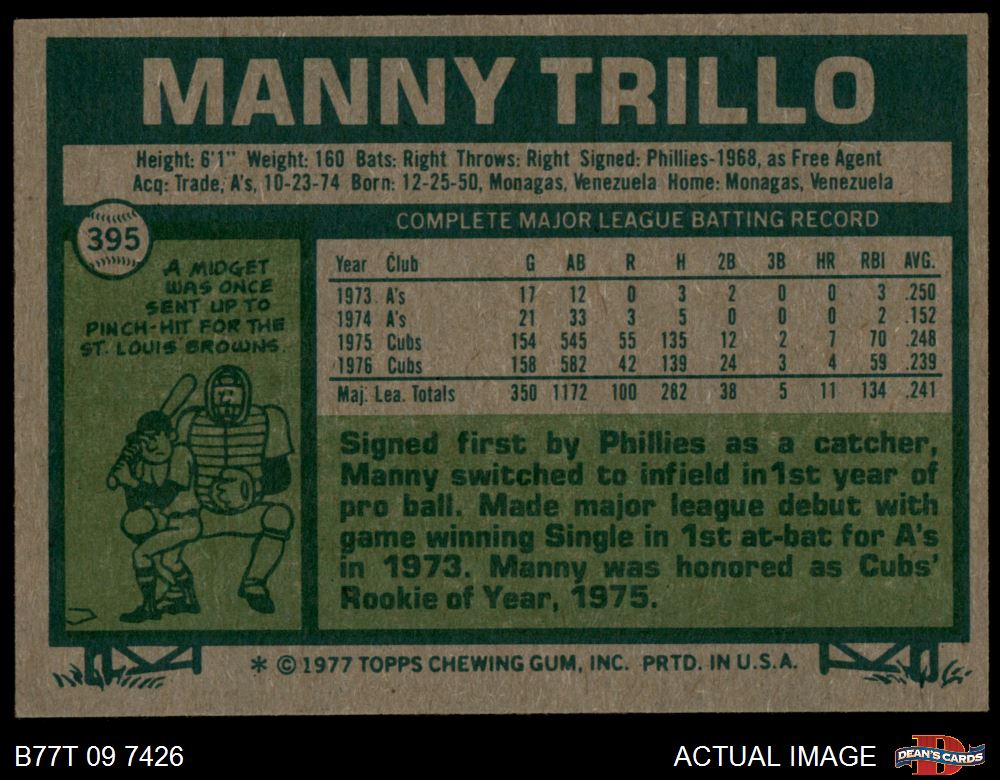 MANNY TRILLO
Height: 6'1" Weight: 160 Bats: Right Throws: Right Signed: Phillies-1968, as Free Agent
Acq: Trade, A's, 10-23-74 Born: 12-25-50, Monagas, Venezuela Home: Monagas, Venezuela
395
A MIDGET
WAS ONCE
SENT UP TO
PINCH-HIT FOR THE
ST. LOUIS BROWNS.
COMPLETE MAJOR LEAGUE BATTING RECORD
Year Club G AB R H 2B 3B HR RBI AVG.
1973 A's 17 12 0 3 2 0 0 3 .250
1974 A's 21 33 3 5 0 0 0 2 .152
1975 Cubs 154 545 55 135 12 2 7 70 .248
1976 Cubs 158 582 42 139 24 3 4 59 .239
Maj. Lea. Totals 350 1172 100 282 38 5 11 134 .241
Signed first by Phillies as a catcher,
Manny switched to infield in 1st year of
pro ball. Made major league debut with
game winning Single in 1st at-bat for A's
in 1973. Manny was honored as Cubs'
Rookie of Year, 1975.
* © 1977 TOPPS CHEWING GUM, INC. PRTD. IN U.S.A.
B77T 09 7426
ACTUAL IMAGE
D
DEAN'S CARDS